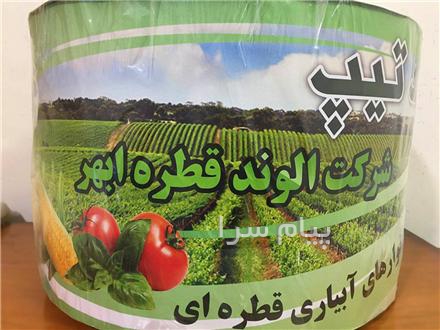 تیپ
شرکت الوند قطره ابهر
پیام سرا
آبیاری قطره ای